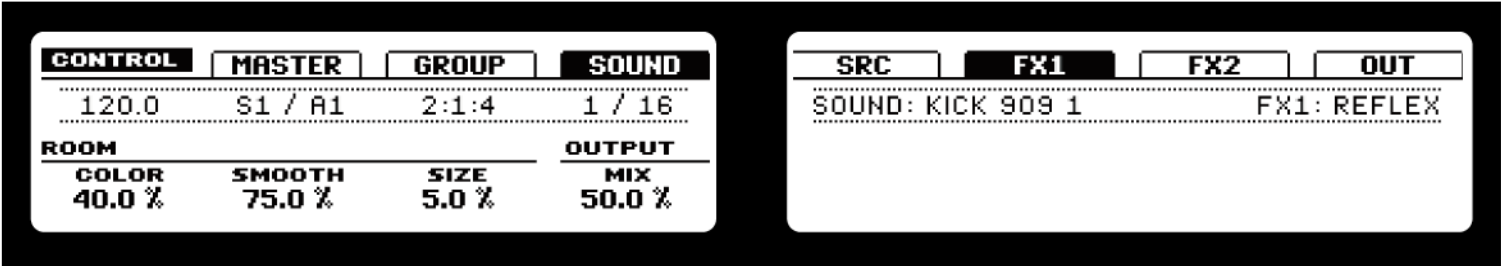 CONTROL MASTER GROUP SOUND
120.0 S1 / A1 2:1:4 1 / 16
ROOM OUTPUT
COLOR SMOOTH SIZE MIX
40.0 % 75.0 % 5.0 % 50.0 %
SRC FX1 FX2 OUT
SOUND: KICK 909 1 FX1: REFLEX